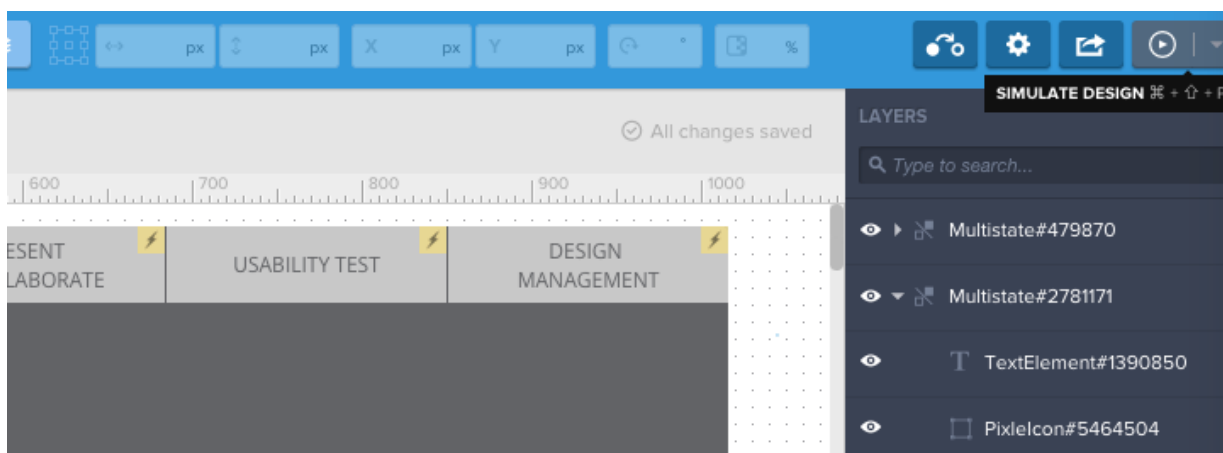 px px X px Y px ° %
SIMULATE DESIGN ⌘ + ⇧ + P
LAYERS
All changes saved
Type to search...
600 700 800 900 1000
Multistate#479870
ESENT USABILITY TEST DESIGN
LABORATE MANAGEMENT
Multistate#2781171
TextElement#1390850
PixleIcon#5464504